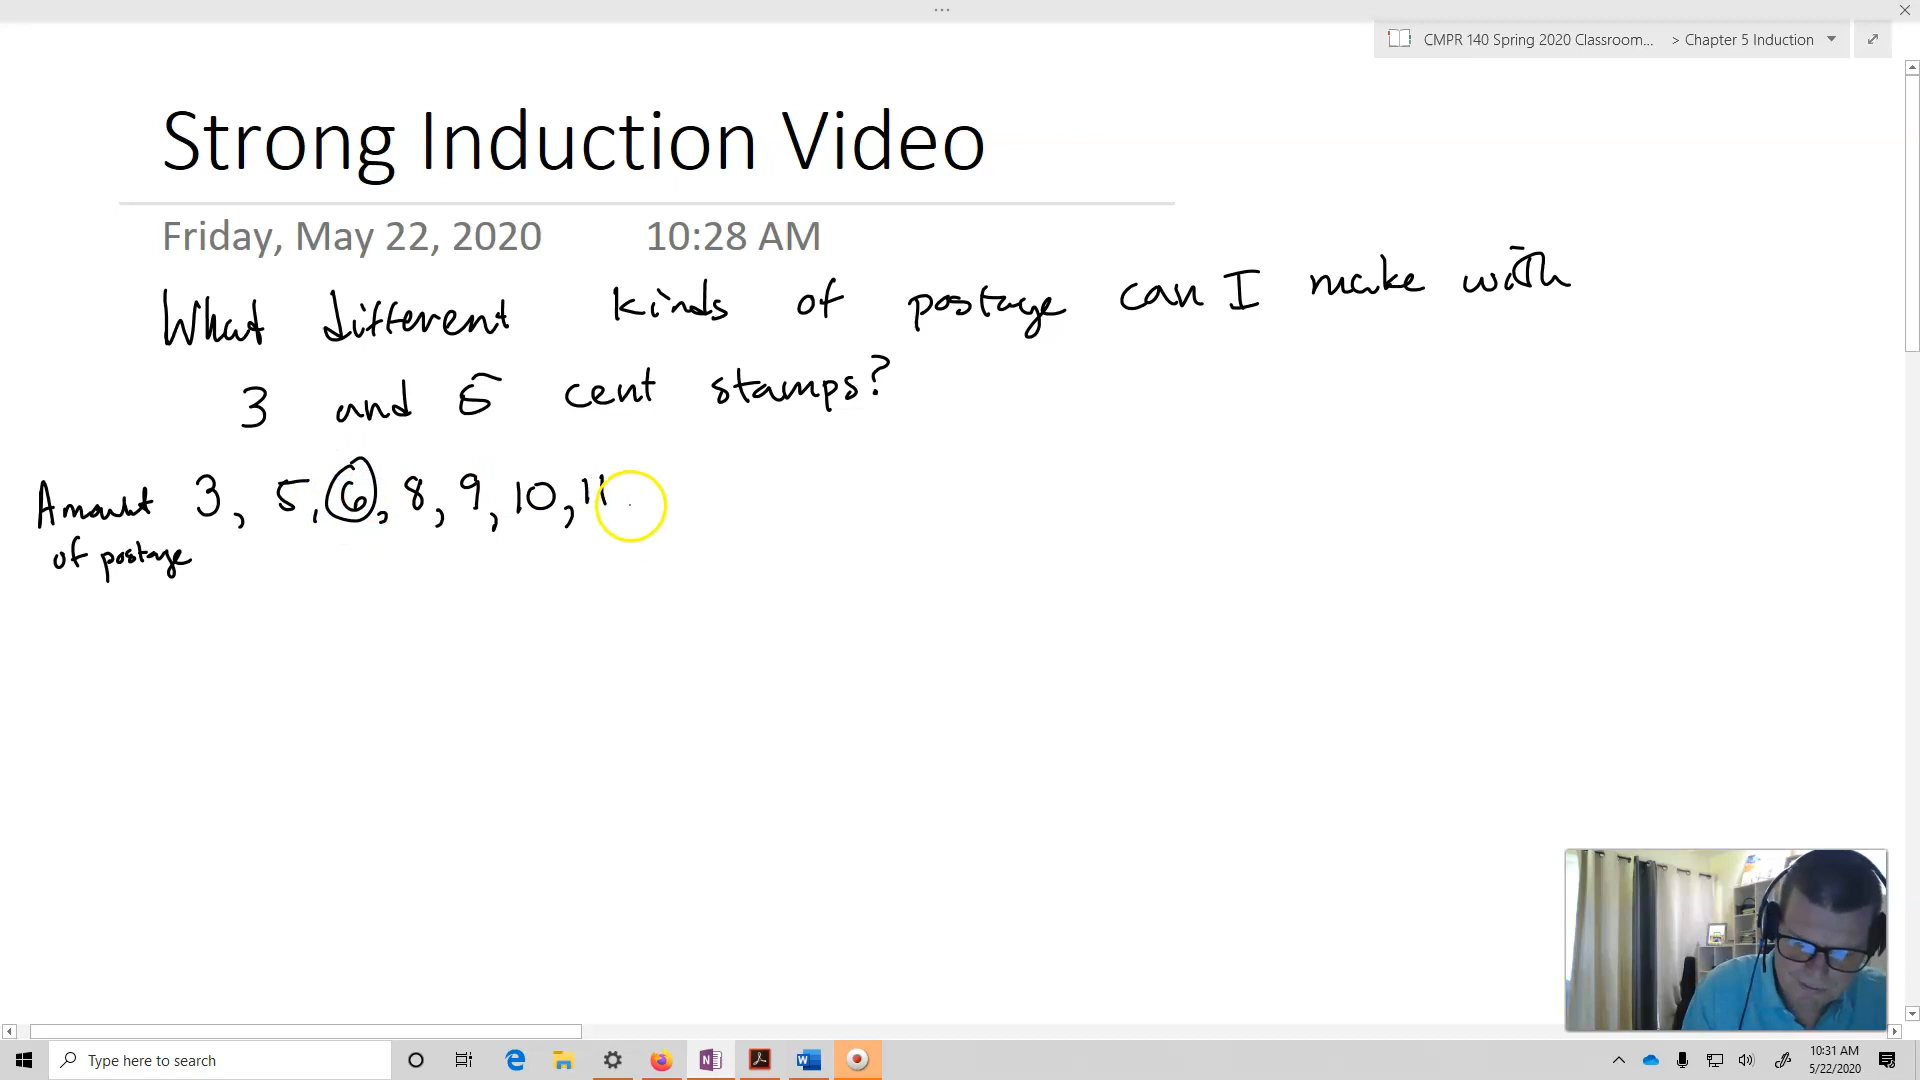 CMPR 140 Spring 2020 Classroom... > Chapter 5 Induction
Strong Induction Video
Friday, May 22, 2020 10:28 AM
What different kinds of postage can I make with
3 and 5 cent stamps?
Amount 3, 5, 6, 8, 9, 10, 11
of postage
Type here to search
10:31 AM
5/22/2020